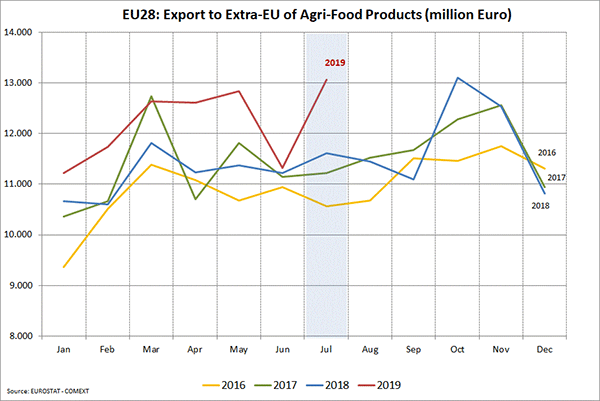 EU28: Export to Extra-EU of Agri-Food Products (million Euro)
14.000
13.000
12.000
11.000
10.000
9.000
8.000
2019
2016
2017
2018
Jan Feb Mar Apr May Jun Jul Aug Sep Oct Nov Dec
2016 2017 2018 2019
Source: EUROSTAT - COMEXT